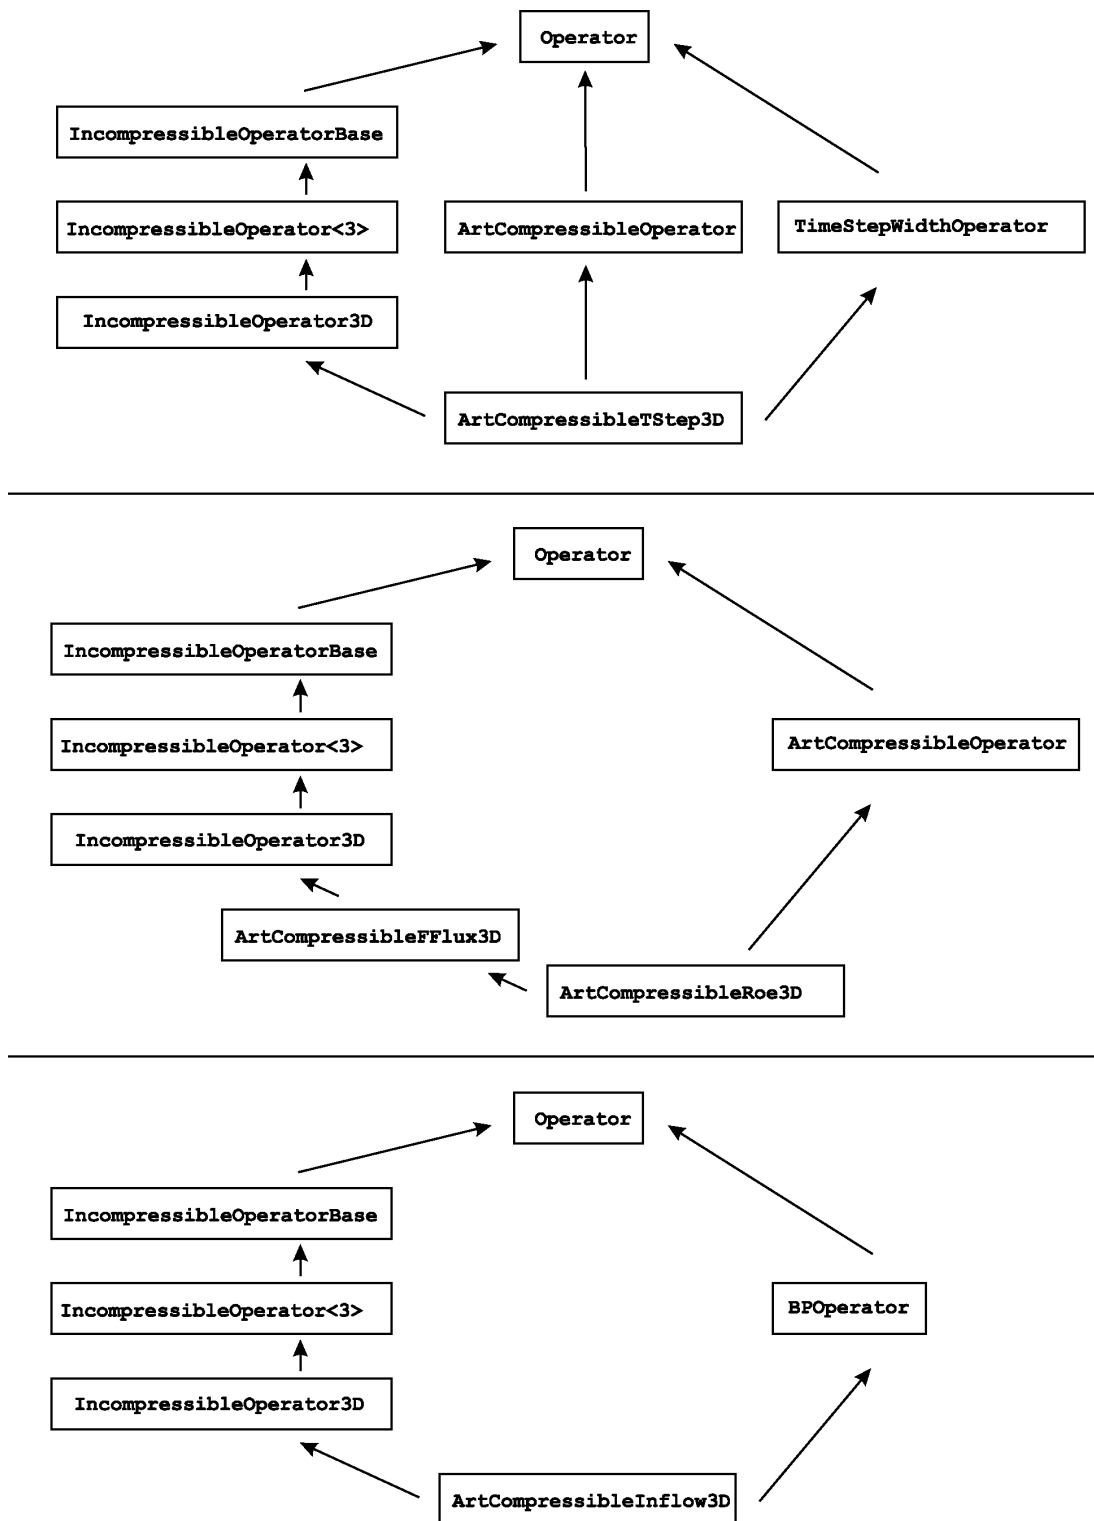 Operator
IncompressibleOperatorBase
IncompressibleOperator<3>
ArtCompressibleOperator
TimeStepWidthOperator
IncompressibleOperator3D
ArtCompressibleTStep3D
Operator
IncompressibleOperatorBase
IncompressibleOperator<3>
ArtCompressibleOperator
IncompressibleOperator3D
ArtCompressibleFFlux3D
ArtCompressibleRoe3D
Operator
IncompressibleOperatorBase
IncompressibleOperator<3>
BPOperator
IncompressibleOperator3D
ArtCompressibleInflow3D